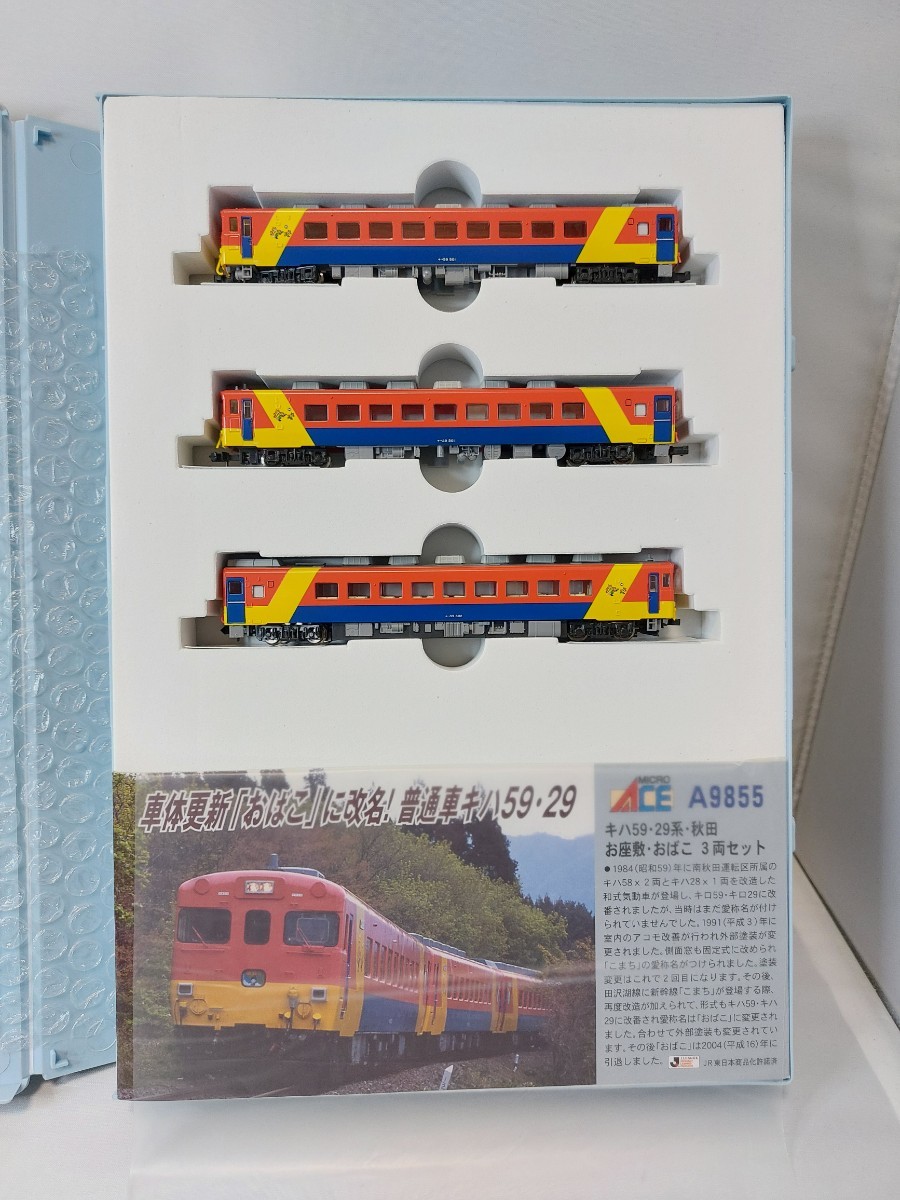 車体更新「おばこ」に改名! 普通車キハ59・29
MICRO
ACE
A9855
キハ59・29系・秋田
お座敷・おばこ 3両セット
●1984(昭和59)年に南秋田運転区所属の
キハ58x2両とキハ28x1両を改造した
和式気動車が登場し、キロ59・キロ29に改
番されましたが、当時はまだ愛称名が付け
られていませんでした。1991(平成3)年に
室内のアコモ改善が行われ外部塗装が変
更されました。側面窓も固定式に改められ
「こまち」の愛称名がつけられました。塗装
変更はこれで2回目になります。その後、
田沢湖線に新幹線「こまち」が登場する際、
再度改造が加えられて、形式もキハ59・キハ
29に改番され愛称名は「おばこ」に変更され
ました。合わせて外部塗装も変更されてい
ます。その後「おばこ」は2004(平成16)年に
引退しました。
JR東日本商品化許諾済